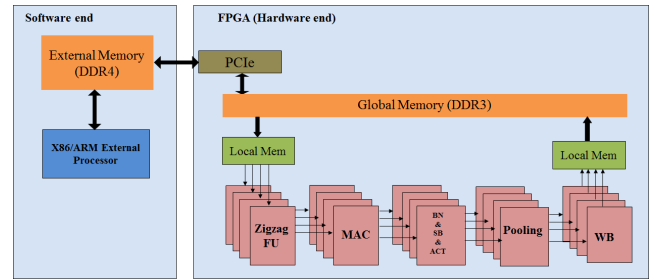 Software end
FPGA (Hardware end)
External Memory
(DDR4)
PCIe
Global Memory (DDR3)
X86/ARM External
Processor
Local Mem
Local Mem
Zigzag
FU
MAC
BN
&
SB
&
ACT
Pooling
WB